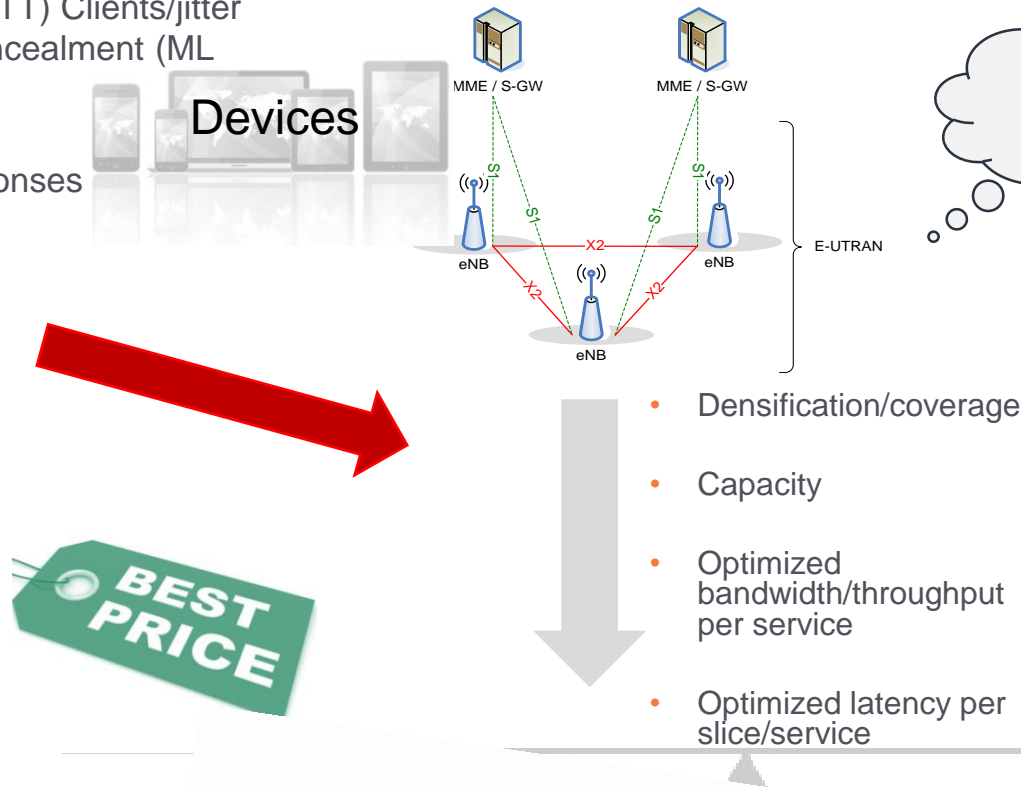 TT) Clients/jitter
ncealment (ML
Devices
onses
MME / S-GW
MME / S-GW
S1
S1
S1
S1
X2
X2
X2
eNB
eNB
eNB
E-UTRAN
BEST
PRICE
• Densification/coverage
• Capacity
• Optimized
bandwidth/throughput
per service
• Optimized latency per
slice/service